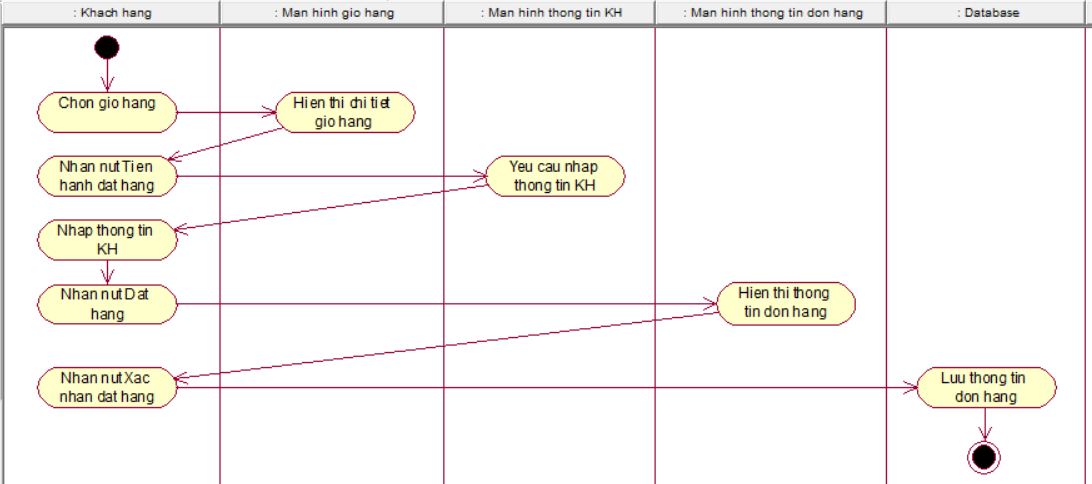 : Khach hang
: Man hinh gio hang
: Man hinh thong tin KH
: Man hinh thong tin don hang
: Database
Chon gio hang
Hien thi chi tiet
gio hang
Nhan nut Tien
hanh dat hang
Yeu cau nhap
thong tin KH
Nhap thong tin
KH
Nhan nut Dat
hang
Hien thi thong
tin don hang
Nhan nut Xac
nhan dat hang
Luu thong tin
don hang